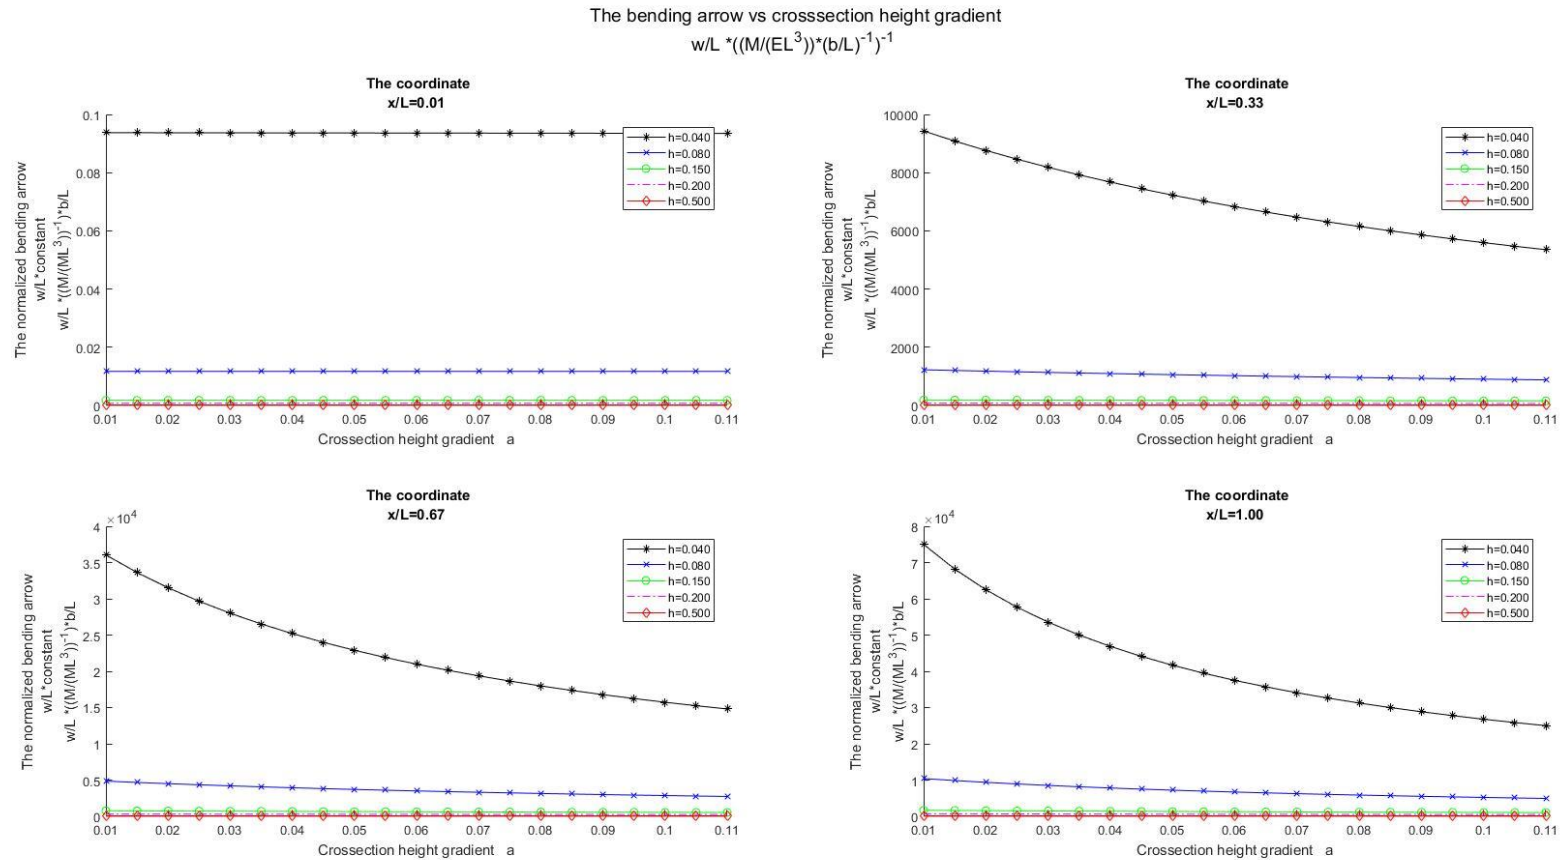 The bending arrow vs crosssection height gradient
w/L *((M/(EL^3))*(b/L)^-1)^-1
The coordinate
x/L=0.01
The normalized bending arrow
w/L*constant
w/L *((M/(ML^3))^-1)*b/L
0.1
0.08
0.06
0.04
0.02
0
0.01 0.02 0.03 0.04 0.05 0.06 0.07 0.08 0.09 0.1 0.11
Crossection height gradient a
h=0.040
h=0.080
h=0.150
h=0.200
h=0.500
The coordinate
x/L=0.33
The normalized bending arrow
w/L*constant
w/L *((M/(ML^3))^-1)*b/L
10000
8000
6000
4000
2000
0
0.01 0.02 0.03 0.04 0.05 0.06 0.07 0.08 0.09 0.1 0.11
Crossection height gradient a
h=0.040
h=0.080
h=0.150
h=0.200
h=0.500
The coordinate
x/L=0.67
×10^4
The normalized bending arrow
w/L*constant
w/L *((M/(ML^3))^-1)*b/L
4
3.5
3
2.5
2
1.5
1
0.5
0
0.01 0.02 0.03 0.04 0.05 0.06 0.07 0.08 0.09 0.1 0.11
Crossection height gradient a
h=0.040
h=0.080
h=0.150
h=0.200
h=0.500
The coordinate
x/L=1.00
×10^4
The normalized bending arrow
w/L*constant
w/L *((M/(ML^3))^-1)*b/L
8
7
6
5
4
3
2
1
0
0.01 0.02 0.03 0.04 0.05 0.06 0.07 0.08 0.09 0.1 0.11
Crossection height gradient a
h=0.040
h=0.080
h=0.150
h=0.200
h=0.500